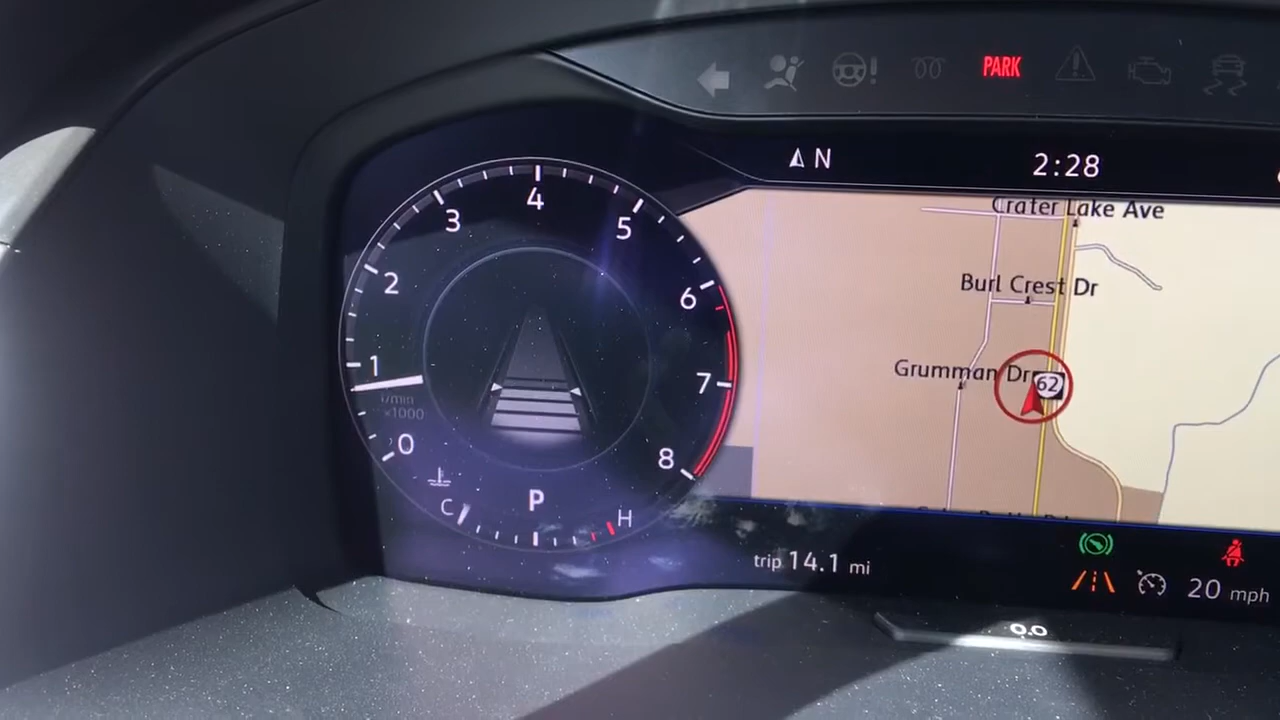 PARK
N
2:28
Crater Lake Ave
Burl Crest Dr
Grumman Dr
62
0
1
2
3
4
5
6
7
8
1/min
×1000
P
C
H
trip 14.1 mi
20 mph
0.0